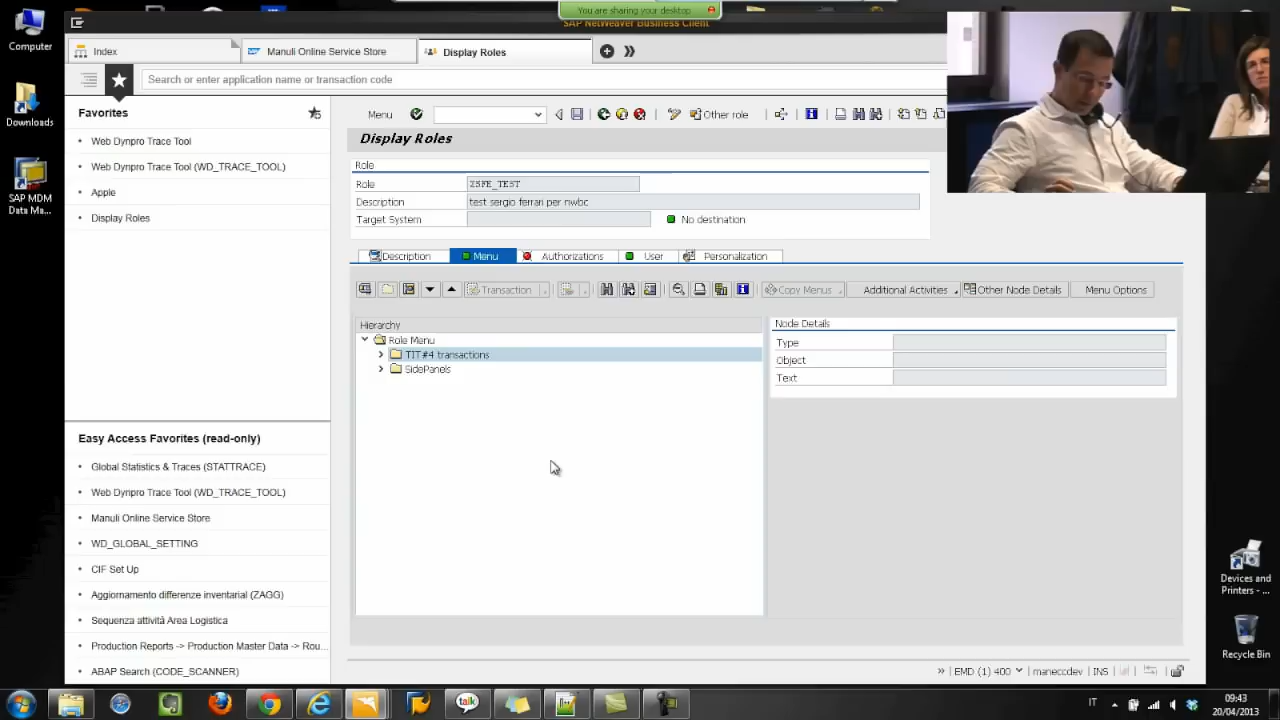 You are sharing your desktop
SAP NetWeaver Business Client
Computer
Downloads
SAP MDM
Data Ma...
Index
Manuli Online Service Store
Display Roles
Search or enter application name or transaction code
Favorites
Web Dynpro Trace Tool
Web Dynpro Trace Tool (WD_TRACE_TOOL)
Apple
Display Roles
Easy Access Favorites (read-only)
Global Statistics & Traces (STATTRACE)
Web Dynpro Trace Tool (WD_TRACE_TOOL)
Manuli Online Service Store
WD_GLOBAL_SETTING
CIF Set Up
Aggiornamento differenze inventarial (ZAGG)
Sequenza attività Area Logistica
Production Reports -> Production Master Data -> Rou...
ABAP Search (CODE_SCANNER)
Menu
Other role
Display Roles
Role
Role ZSFE_TEST
Description test sergio ferrari per nwbc
Target System No destination
Description Menu Authorizations User Personalization
Transaction Copy Menus Additional Activities Other Node Details Menu Options
Hierarchy
Role Menu
TIT#4 transactions
SidePanels
Node Details
Type
Object
Text
EMD (1) 400 maneccdev INS
Devices and
Printers - ...
Recycle Bin
talk
IT
09:43
20/04/2013